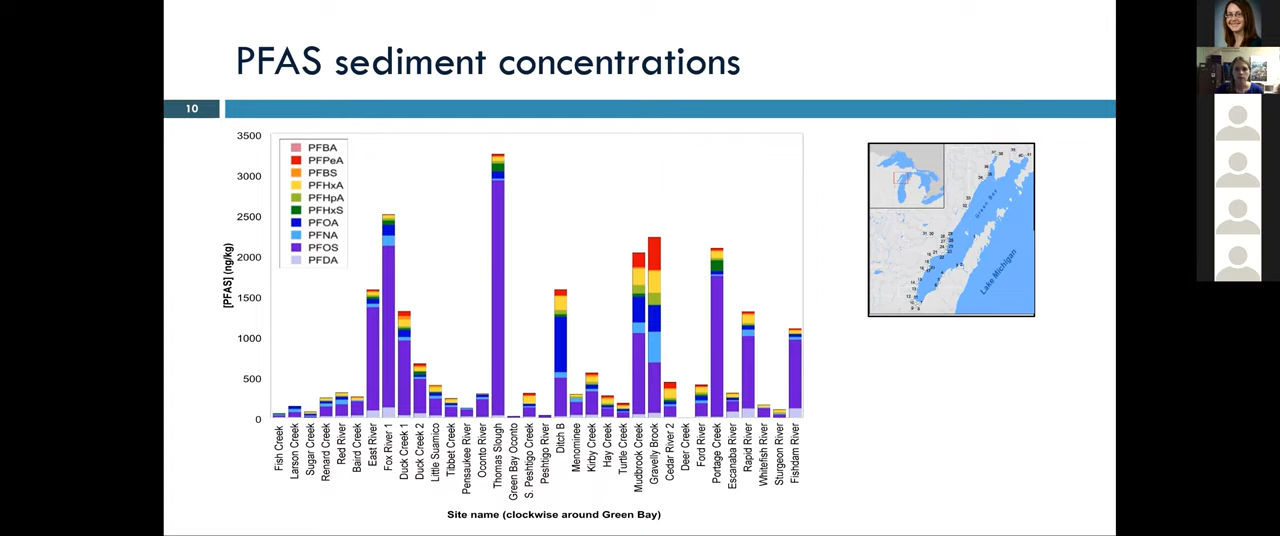 PFAS sediment concentrations
10
3500
3000
2500
2000
1500
1000
500
0
[PFAS] (ng/kg)
PFBA
PFPeA
PFBS
PFHxA
PFHpA
PFHxS
PFOA
PFNA
PFOS
PFDA
Fish Creek
Larson Creek
Sugar Creek
Renard Creek
Red River
Baird Creek
East River
Fox River 1
Duck Creek 1
Duck Creek 2
Little Suamico
Tibbet Creek
Pensaukee River
Oconto River
Thomas Slough
Green Bay Oconto
S. Peshtigo Creek
Peshtigo River
Ditch B
Menominee
Kirby Creek
Hay Creek
Turtle Creek
Mudbrook Creek
Gravelly Brook
Cedar River 2
Deer Creek
Ford River
Portage Creek
Escanaba River
Rapid River
Whitefish River
Sturgeon River
Fishdam River
Site name (clockwise around Green Bay)
Green Bay
Lake Michigan